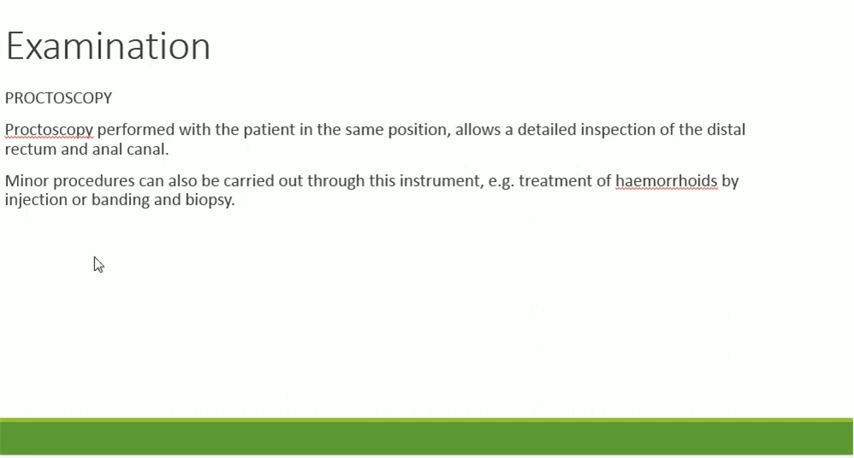 Examination
PROCTOSCOPY
Proctoscopy performed with the patient in the same position, allows a detailed inspection of the distal
rectum and anal canal.
Minor procedures can also be carried out through this instrument, e.g. treatment of haemorrhoids by
injection or banding and biopsy.